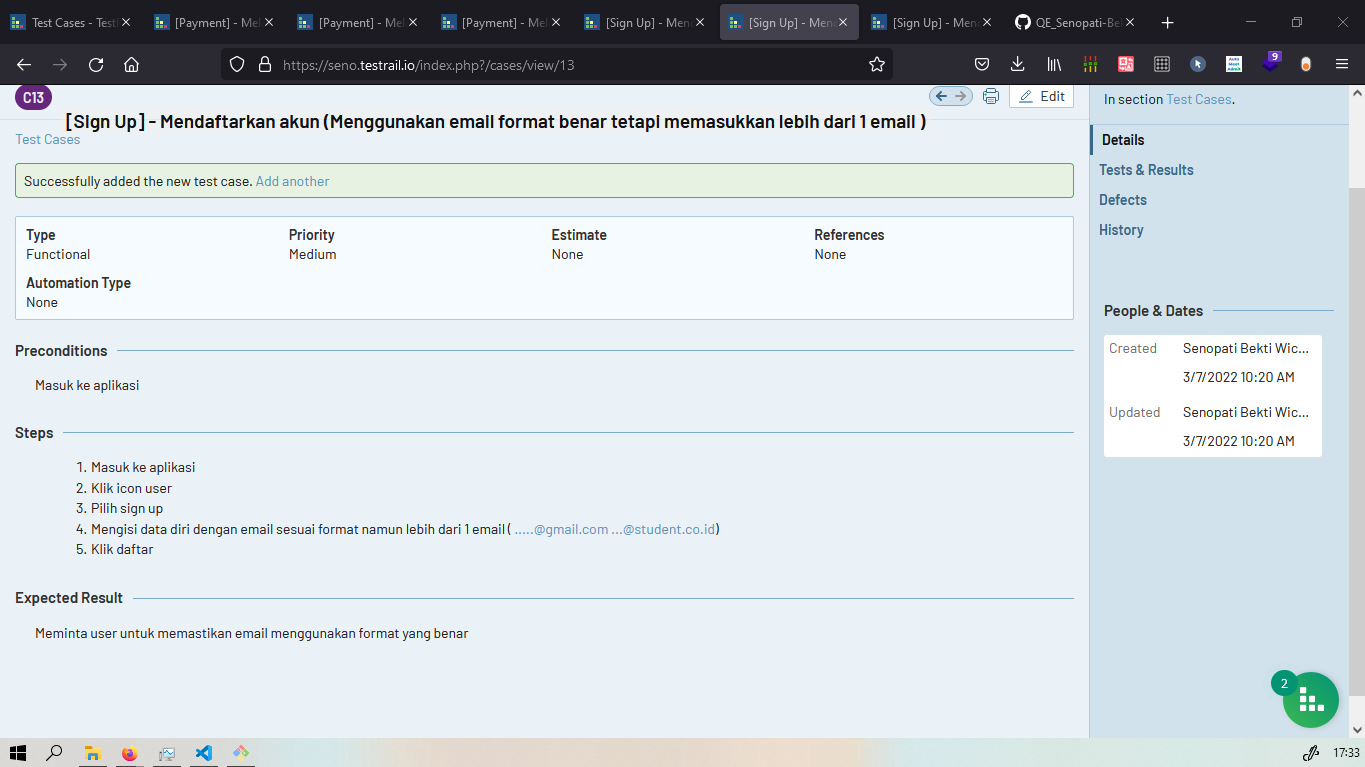 Test Cases - TestR
[Payment] - Mel
[Payment] - Mel
[Payment] - Mel
[Sign Up] - Mend
[Sign Up] - Mend
[Sign Up] - Mend
QE_Senopati-Bek
https://seno.testrail.io/index.php?/cases/view/13
9
C13
[Sign Up] - Mendaftarkan akun (Menggunakan email format benar tetapi memasukkan lebih dari 1 email )
Edit
Test Cases
Successfully added the new test case. Add another
Type
Functional
Priority
Medium
Estimate
None
References
None
Automation Type
None
Preconditions
Masuk ke aplikasi
Steps
1. Masuk ke aplikasi
2. Klik icon user
3. Pilih sign up
4. Mengisi data diri dengan email sesuai format namun lebih dari 1 email ( .....@gmail.com ...@student.co.id)
5. Klik daftar
Expected Result
Meminta user untuk memastikan email menggunakan format yang benar
In section Test Cases.
Details
Tests & Results
Defects
History
People & Dates
Created Senopati Bekti Wic...
3/7/2022 10:20 AM
Updated Senopati Bekti Wic...
3/7/2022 10:20 AM
2
17:33